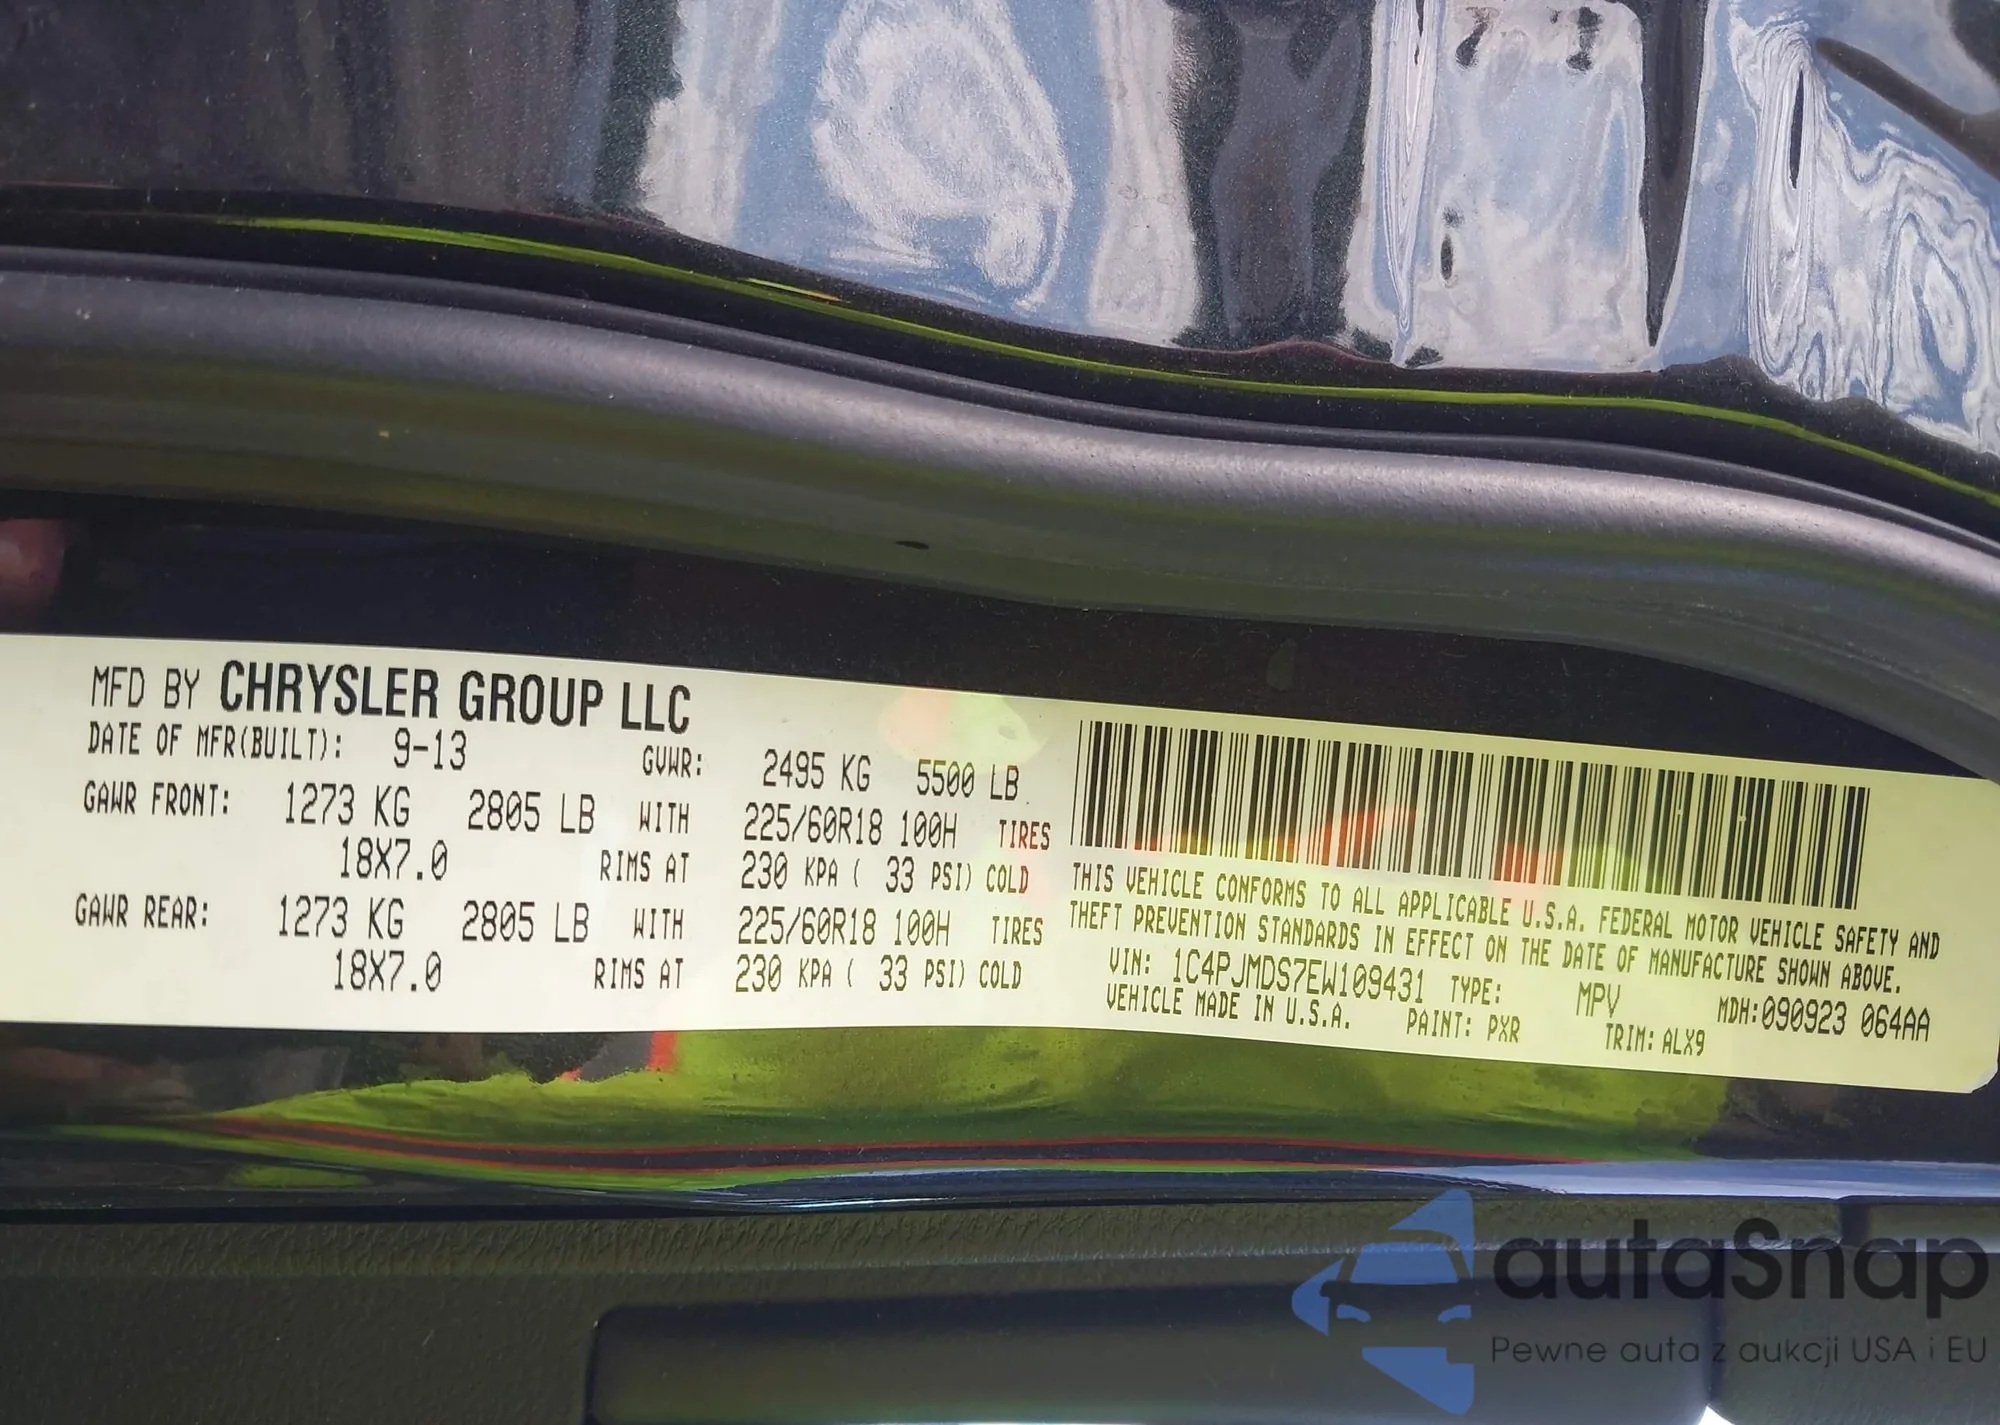 MFD BY CHRYSLER GROUP LLC
DATE OF MFR(BUILT): 9-13 GVWR: 2495 KG 5500 LB
GAWR FRONT: 1273 KG 2805 LB WITH 225/60R18 100H TIRES
18X7.0 RIMS AT 230 KPA ( 33 PSI) COLD
GAWR REAR: 1273 KG 2805 LB WITH 225/60R18 100H TIRES
18X7.0 RIMS AT 230 KPA ( 33 PSI) COLD
THIS VEHICLE CONFORMS TO ALL APPLICABLE U.S.A. FEDERAL MOTOR VEHICLE SAFETY AND
THEFT PREVENTION STANDARDS IN EFFECT ON THE DATE OF MANUFACTURE SHOWN ABOVE.
VIN: 1C4PJMDS7EW109431 TYPE: MPV MDH:090923 064AA
VEHICLE MADE IN U.S.A. PAINT: PXR TRIM: ALX9
autaSnap
Pewne auta z aukcji USA i EU